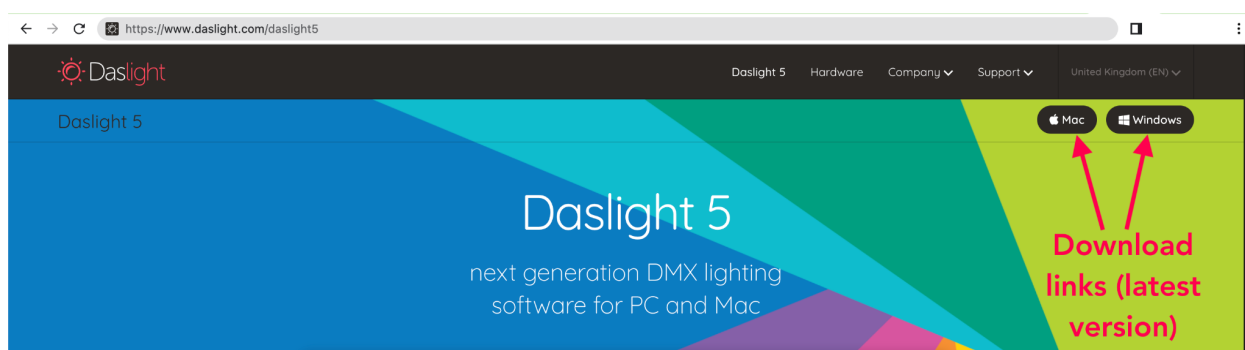 https://www.daslight.com/daslight5
Daslight
Daslight 5 Hardware Company Support United Kingdom (EN)
Daslight 5
Mac Windows
Daslight 5
next generation DMX lighting
software for PC and Mac
Download
links (latest
version)